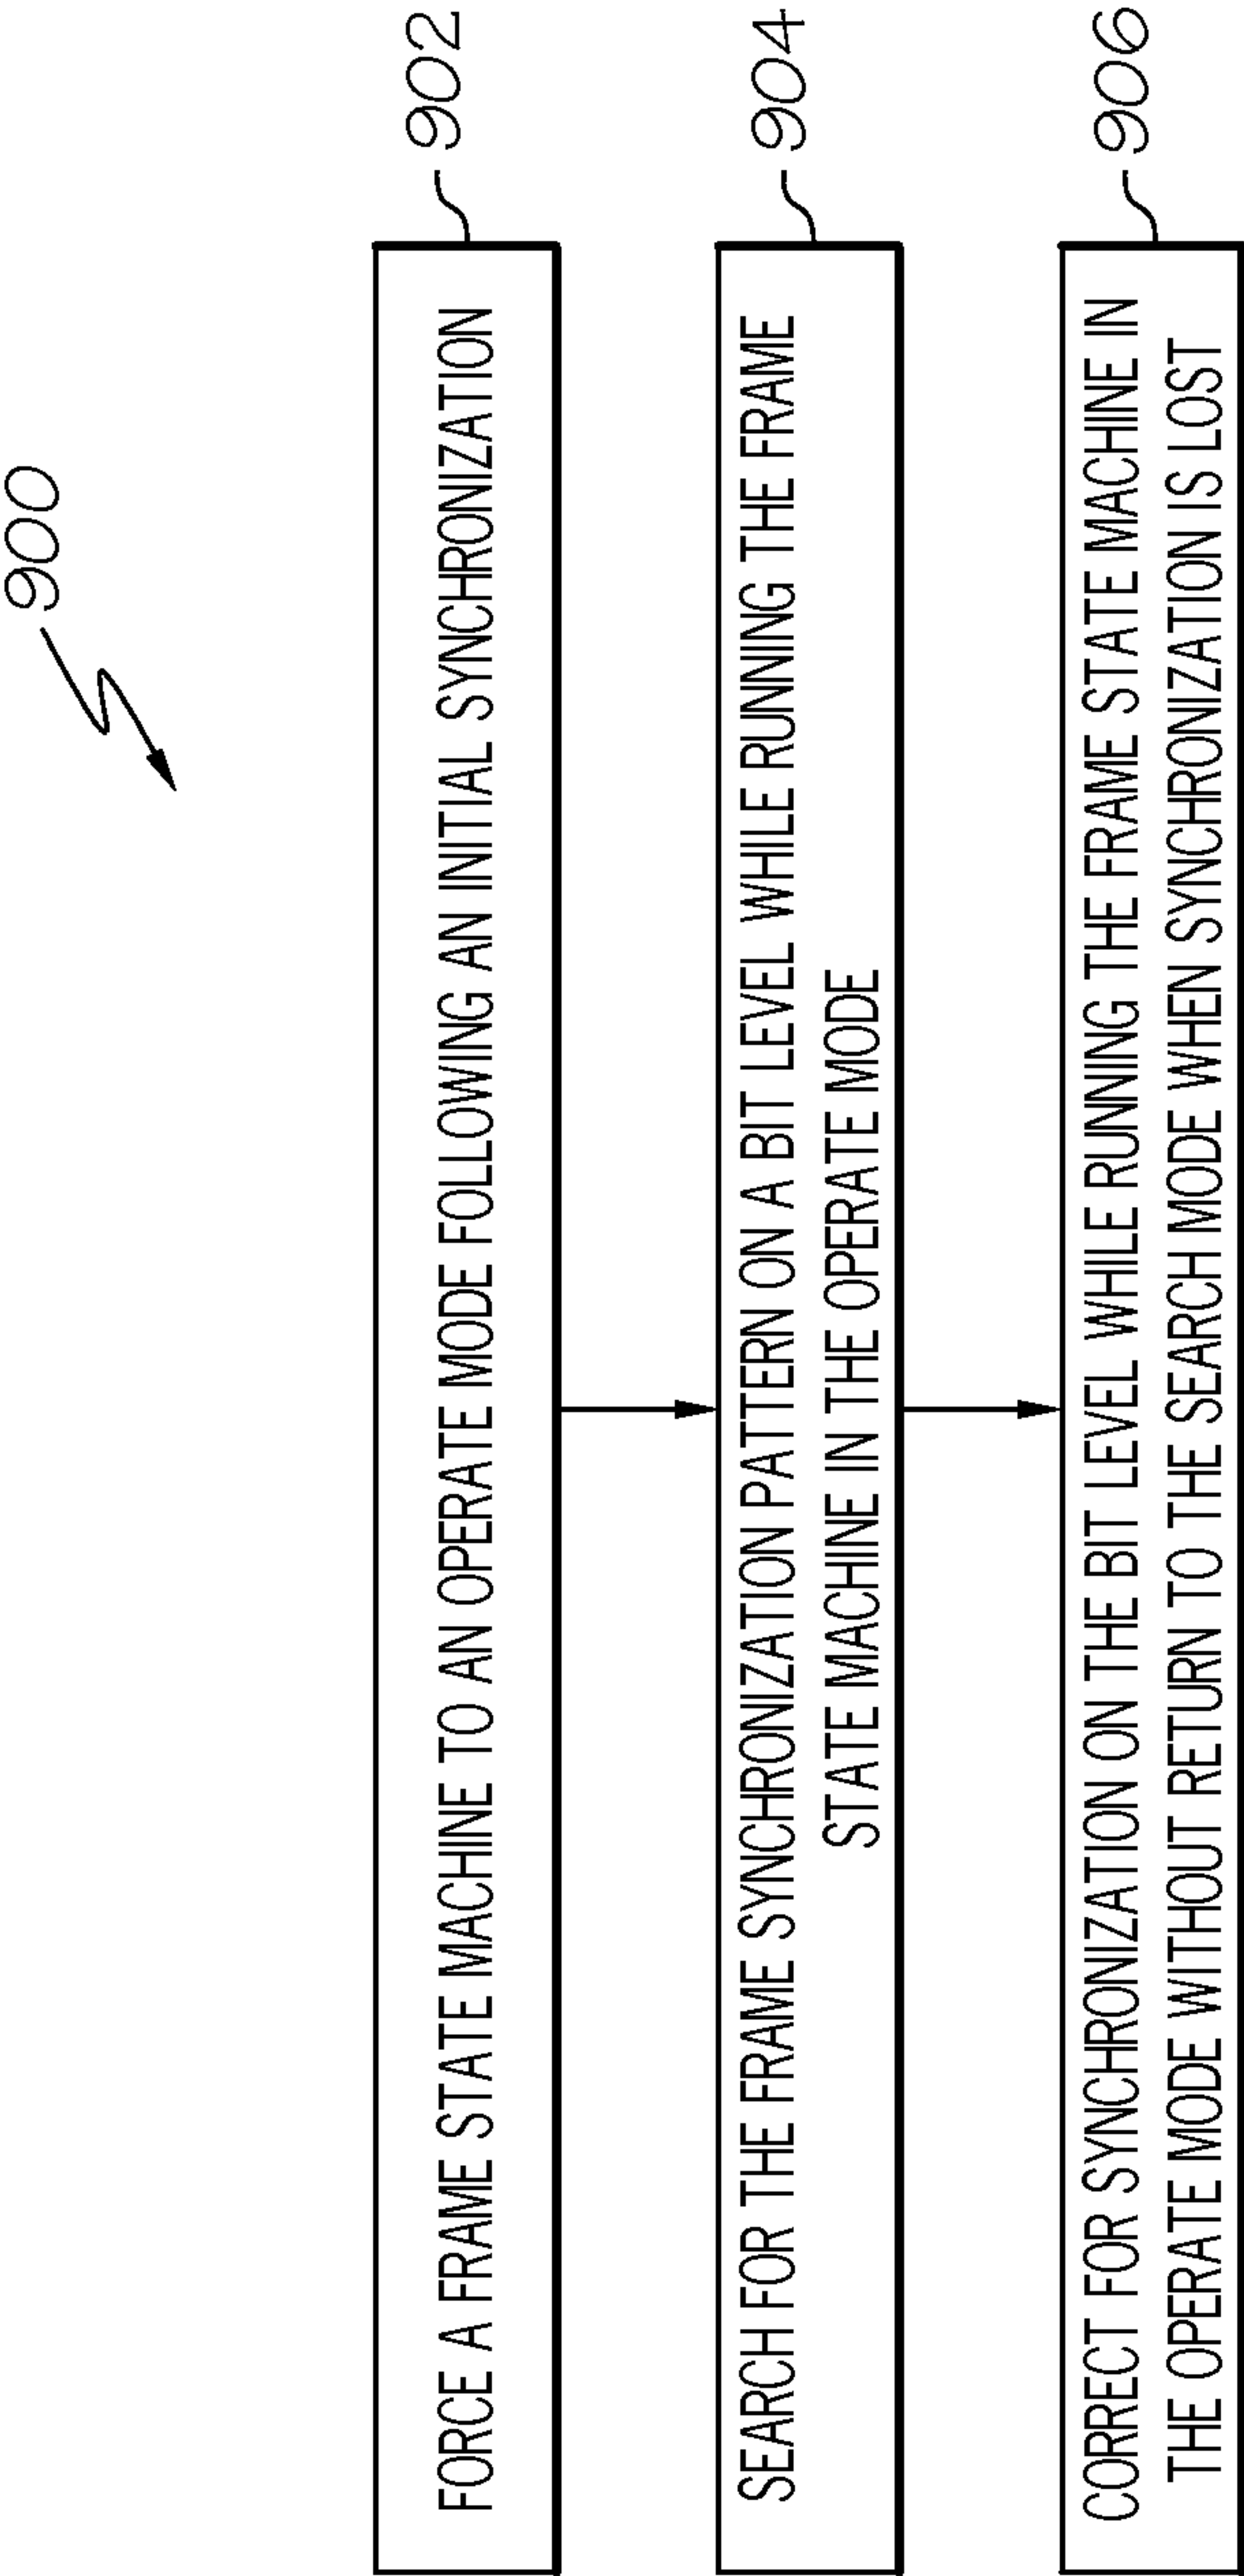 900
FORCE A FRAME STATE MACHINE TO AN OPERATE MODE FOLLOWING AN INITIAL SYNCHRONIZATION
902
SEARCH FOR THE FRAME SYNCHRONIZATION PATTERN ON A BIT LEVEL WHILE RUNNING THE FRAME
STATE MACHINE IN THE OPERATE MODE
904
CORRECT FOR SYNCHRONIZATION ON THE BIT LEVEL WHILE RUNNING THE FRAME STATE MACHINE IN
THE OPERATE MODE WITHOUT RETURN TO THE SEARCH MODE WHEN SYNCHRONIZATION IS LOST
906